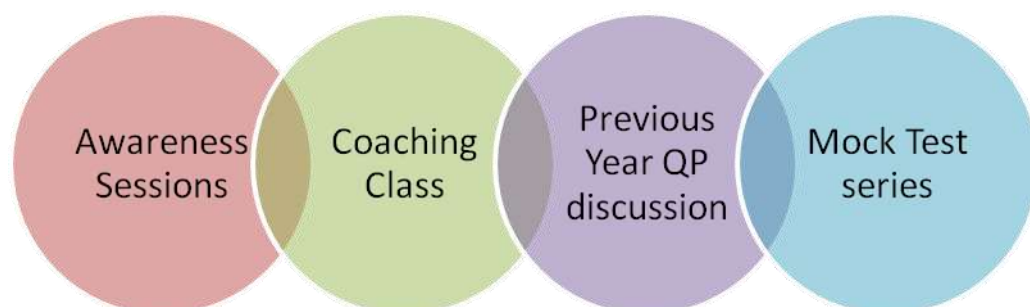 Awareness
Sessions
Coaching
Class
Previous
Year QP
discussion
Mock Test
series